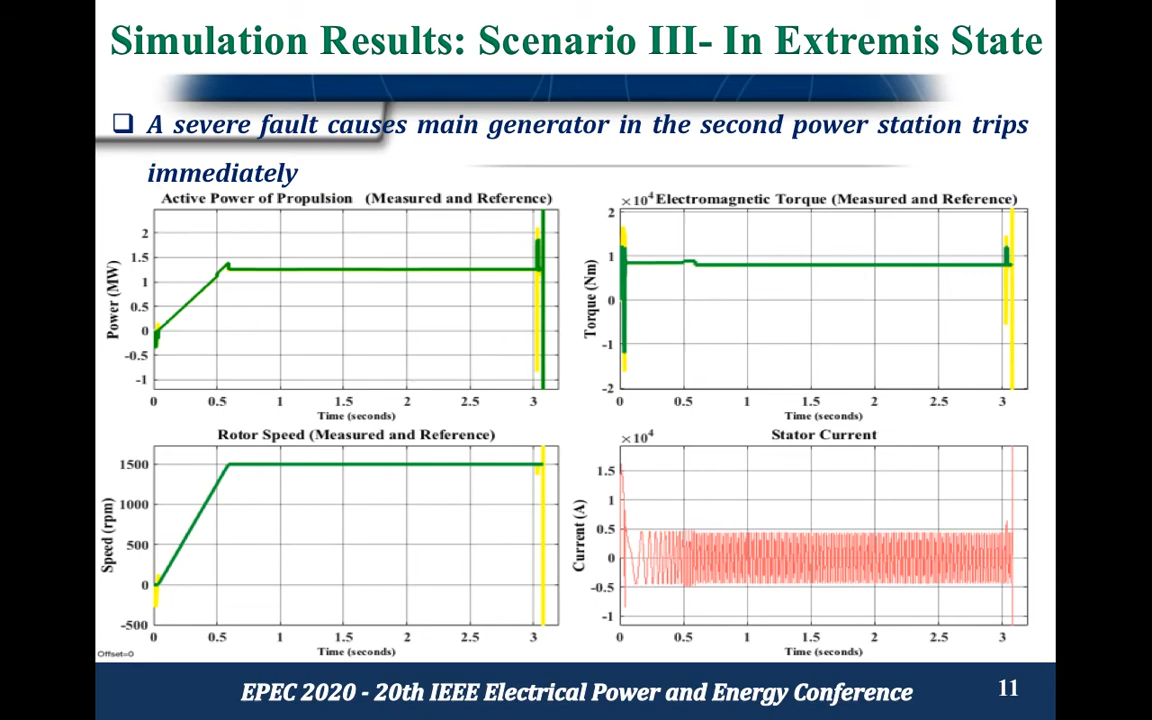 Simulation Results: Scenario III- In Extremis State
❑ A severe fault causes main generator in the second power station trips
immediately
Active Power of Propulsion (Measured and Reference)
Power (MW)
2
1.5
1
0.5
0
-0.5
-1
0 0.5 1 1.5 2 2.5 3
Time (seconds)
×10⁴ Electromagnetic Torque (Measured and Reference)
Torque (Nm)
2
1
0
-1
-2
0 0.5 1 1.5 2 2.5 3
Time (seconds)
Rotor Speed (Measured and Reference)
Speed (rpm)
1500
1000
500
0
-500
0 0.5 1 1.5 2 2.5 3
Time (seconds)
Offset=0
Stator Current
×10⁴
Current (A)
1.5
1
0.5
0
-0.5
-1
0 0.5 1 1.5 2 2.5 3
Time (seconds)
EPEC 2020 - 20th IEEE Electrical Power and Energy Conference
11